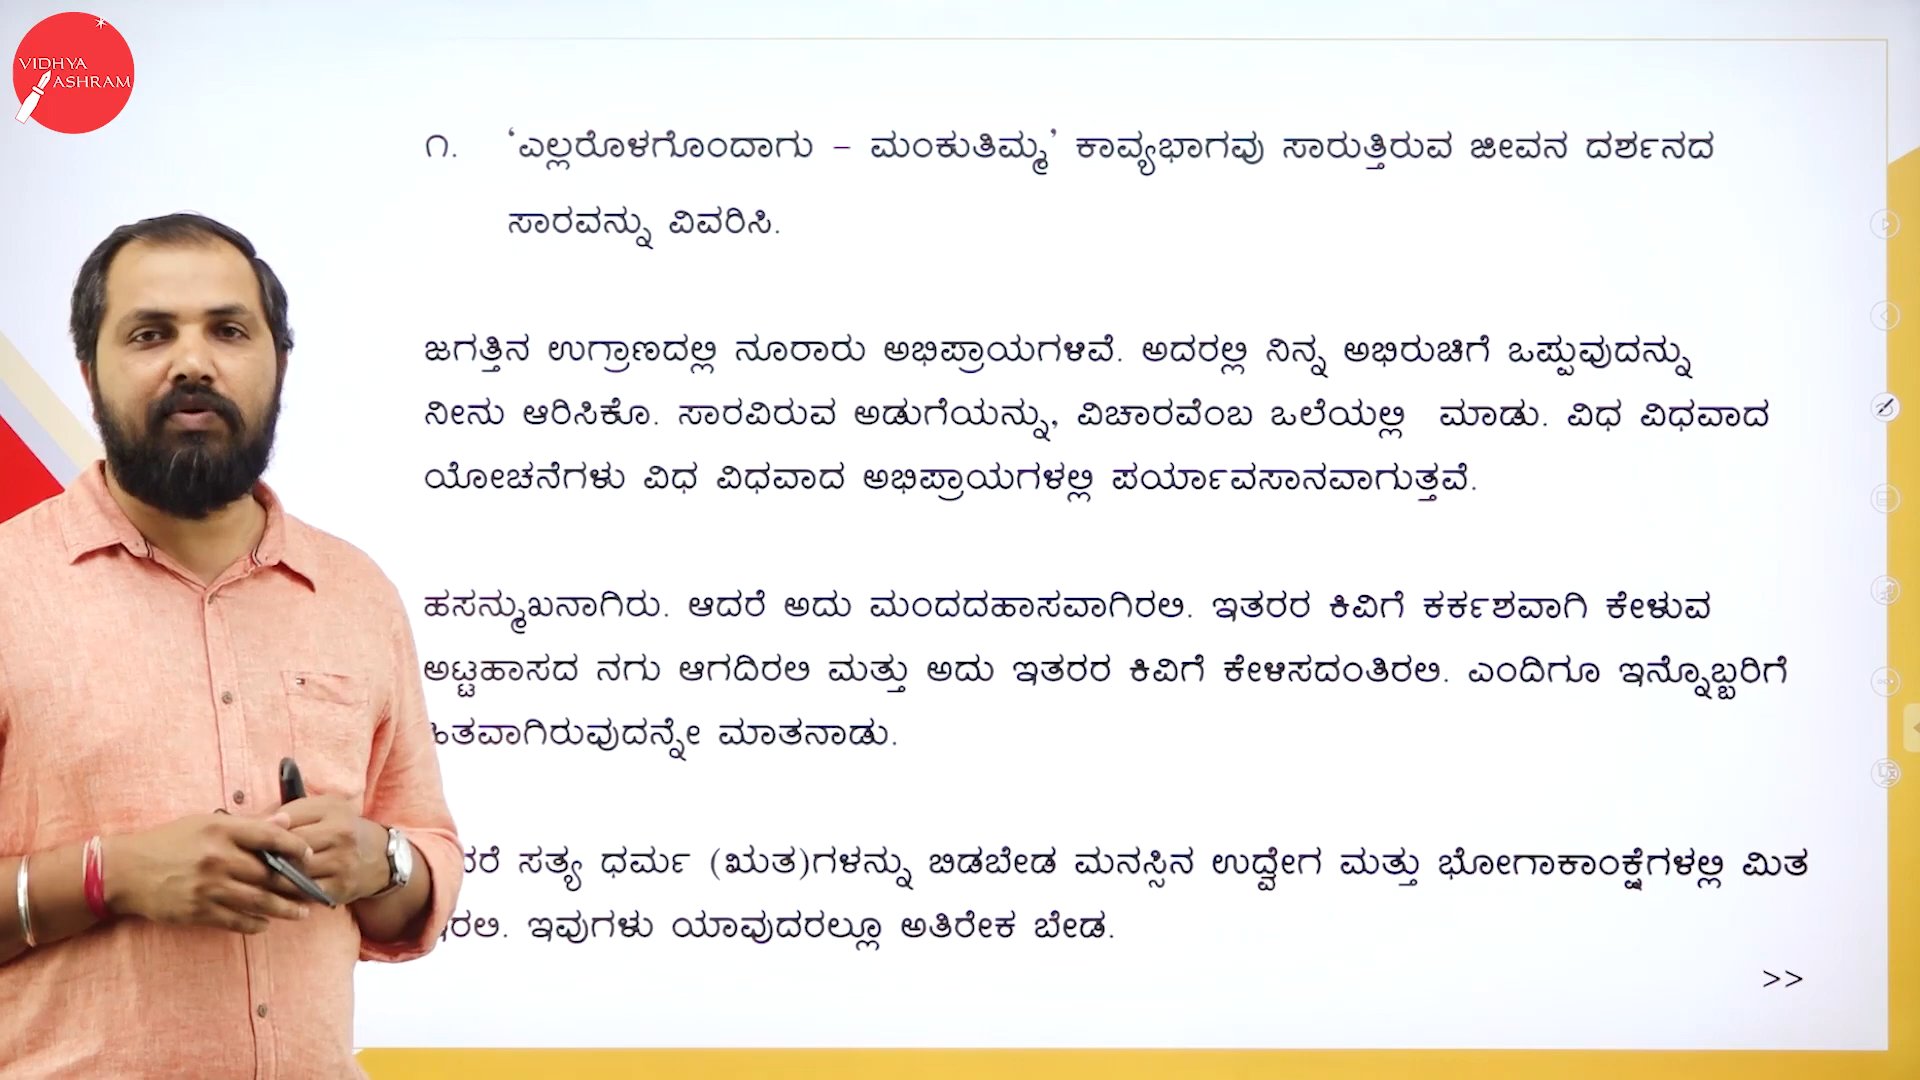 VIDHYA
ASHRAM
೧. ‘ಎಲ್ಲರೊಳಗೊಂದಾಗು – ಮಂಕುತಿಮ್ಮ’ ಕಾವ್ಯಭಾಗವು ಸಾರುತ್ತಿರುವ ಜೀವನ ದರ್ಶನದ
ಸಾರವನ್ನು ವಿವರಿಸಿ.
ಜಗತ್ತಿನ ಉಗ್ರಾಣದಲ್ಲಿ ನೂರಾರು ಅಭಿಪ್ರಾಯಗಳಿವೆ. ಅದರಲ್ಲಿ ನಿನ್ನ ಅಭಿರುಚಿಗೆ ಒಪ್ಪುವುದನ್ನು
ನೀನು ಆರಿಸಿಕೊ. ಸಾರವಿರುವ ಅಡುಗೆಯನ್ನು, ವಿಚಾರವೆಂಬ ಒಲೆಯಲ್ಲಿ ಮಾಡು. ವಿಧ ವಿಧವಾದ
ಯೋಚನೆಗಳು ವಿಧ ವಿಧವಾದ ಅಭಿಪ್ರಾಯಗಳಲ್ಲಿ ಪರ್ಯಾವಸಾನವಾಗುತ್ತವೆ.
ಹಸನ್ಮುಖನಾಗಿರು. ಆದರೆ ಅದು ಮಂದದಹಾಸವಾಗಿರಲಿ. ಇತರರ ಕಿವಿಗೆ ಕರ್ಕಶವಾಗಿ ಕೇಳುವ
ಅಟ್ಟಹಾಸದ ನಗು ಆಗದಿರಲಿ ಮತ್ತು ಅದು ಇತರರ ಕಿವಿಗೆ ಕೇಳಿಸದಂತಿರಲಿ. ಎಂದಿಗೂ ಇನ್ನೊಬ್ಬರಿಗೆ
ಹಿತವಾಗಿರುವುದನ್ನೇ ಮಾತನಾಡು.
ಸತ್ಯ ಧರ್ಮ (ಋತ)ಗಳನ್ನು ಬಿಡಬೇಡ ಮನಸ್ಸಿನ ಉದ್ವೇಗ ಮತ್ತು ಭೋಗಾಕಾಂಕ್ಷೆಗಳಲ್ಲಿ ಮಿತ
ಇವುಗಳು ಯಾವುದರಲ್ಲೂ ಅತಿರೇಕ ಬೇಡ.
>>